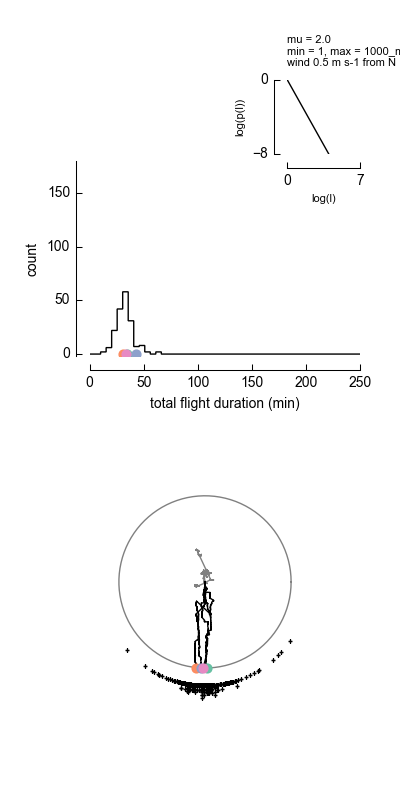 mu = 2.0
min = 1, max = 1000_m
wind 0.5 m s-1 from N
0
−8
log(p(l))
0 7
log(l)
150
100
50
0
count
0 50 100 150 200 250
total flight duration (min)